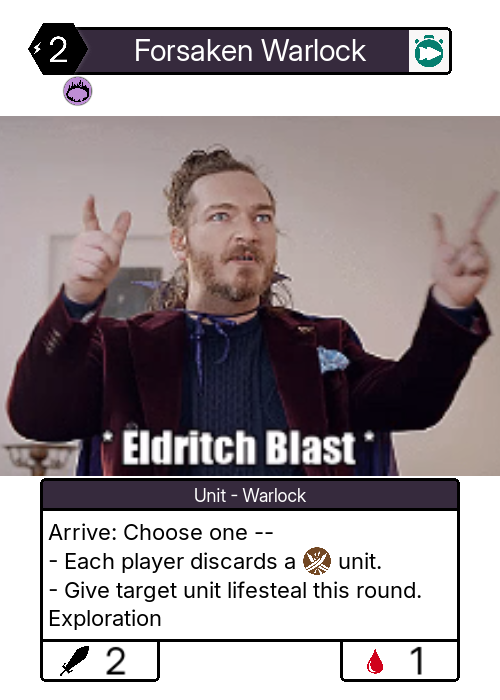 2 Forsaken Warlock
* Eldritch Blast *
Unit - Warlock
Arrive: Choose one --
- Each player discards a unit.
- Give target unit lifesteal this round.
Exploration
2 1